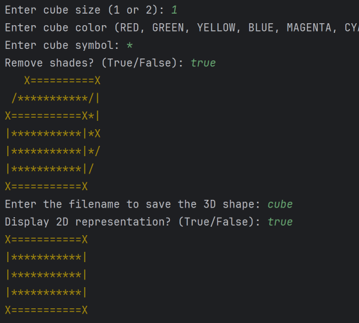 Enter cube size (1 or 2): 1
Enter cube color (RED, GREEN, YELLOW, BLUE, MAGENTA,
Enter cube symbol: *
Remove shades? (True/False): true
   X==========X
 /***********/|
X===========X*|
|***********|*X
|***********|*/
|***********|/
X===========X
Enter the filename to save the 3D shape: cube
Display 2D representation? (True/False): true
X===========X
|***********|
|***********|
|***********|
X===========X